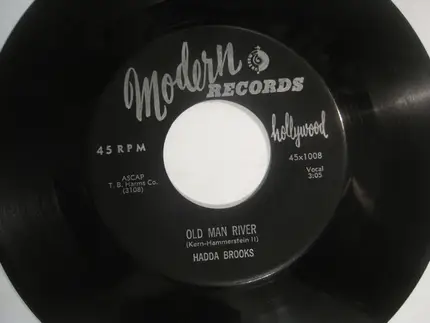 Modern
RECORDS
hollywood
45 RPM
45x1008
Vocal
3:05
ASCAP
T. B. Harms Co.
(3108)
OLD MAN RIVER
(Kern-Hammerstein II)
HADDA BROOKS